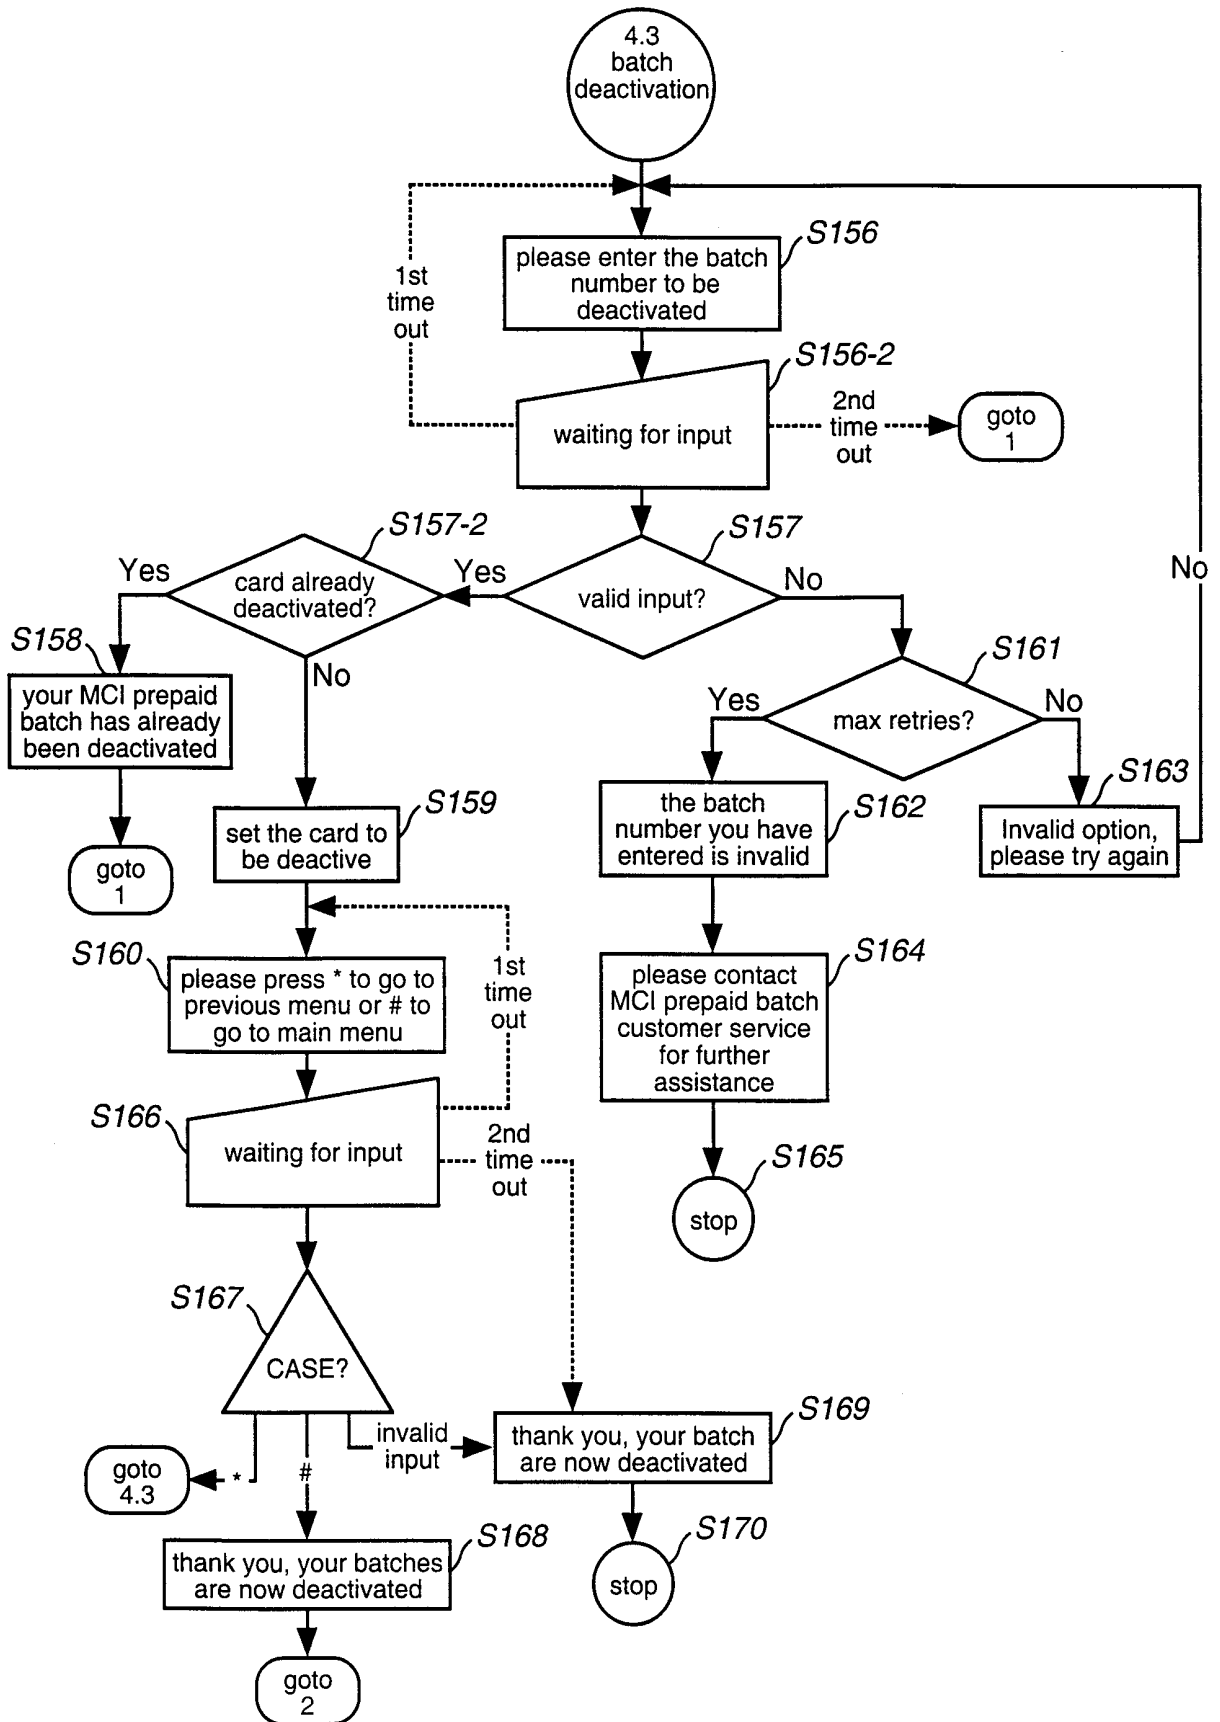 4.3
batch
deactivation
S156
please enter the batch
number to be
deactivated
1st
time
out
S156-2
waiting for input
2nd
time
out
goto
1
S157-2
card already
deactivated?
Yes
No
S157
valid input?
Yes
No
No
S158
your MCI prepaid
batch has already
been deactivated
goto
1
S161
max retries?
Yes
No
S159
set the card to
be deactive
S162
the batch
number you have
entered is invalid
S163
Invalid option,
please try again
S160
please press * to go to
previous menu or # to
go to main menu
1st
time
out
S164
please contact
MCI prepaid batch
customer service
for further
assistance
S166
waiting for input
2nd
time
out
S165
stop
S167
CASE?
invalid
input
S169
thank you, your batch
are now deactivated
goto
4.3
*
#
S168
thank you, your batches
are now deactivated
S170
stop
goto
2